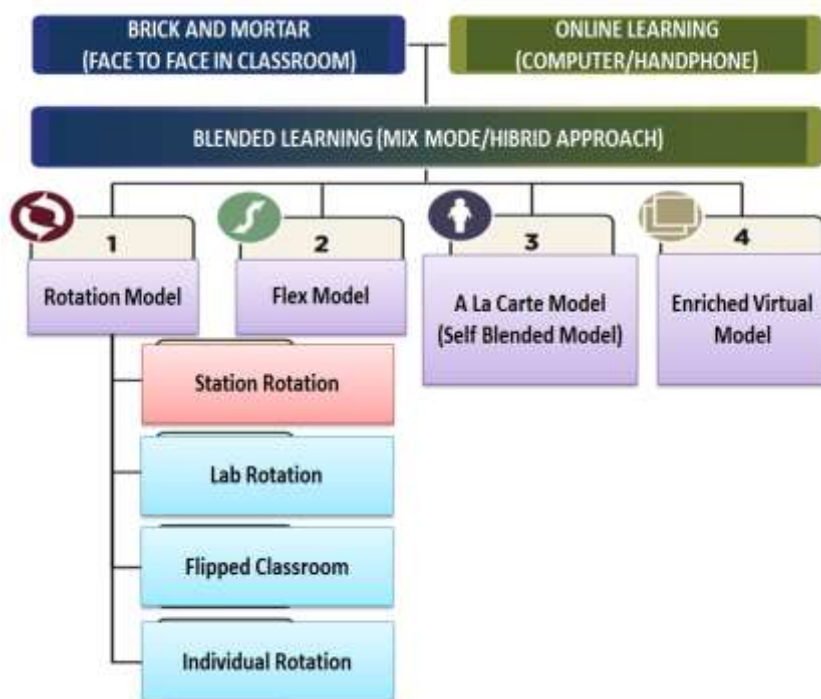 BRICK AND MORTAR
(FACE TO FACE IN CLASSROOM)
ONLINE LEARNING
(COMPUTER/HANDPHONE)
BLENDED LEARNING (MIX MODE/HIBRID APPROACH)
1
Rotation Model
2
Flex Model
3
A La Carte Model
(Self Blended Model)
4
Enriched Virtual
Model
Station Rotation
Lab Rotation
Flipped Classroom
Individual Rotation